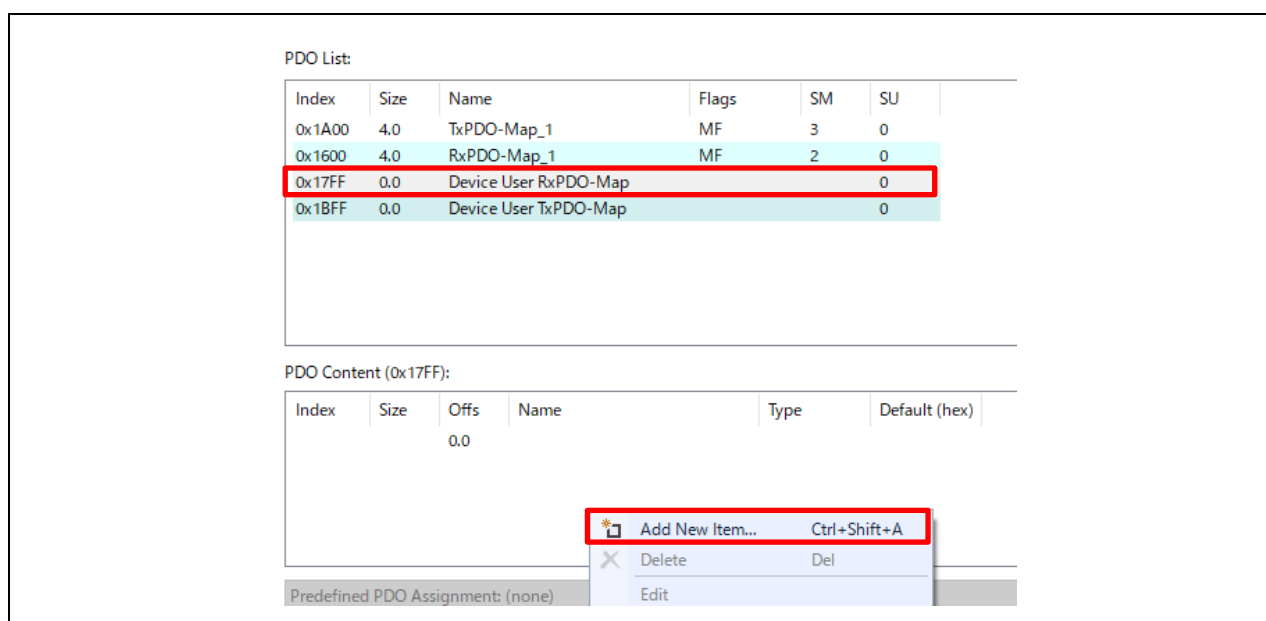 PDO List:
Index Size Name Flags SM SU
0x1A00 4.0 TxPDO-Map_1 MF 3 0
0x1600 4.0 RxPDO-Map_1 MF 2 0
0x17FF 0.0 Device User RxPDO-Map 0
0x1BFF 0.0 Device User TxPDO-Map 0
PDO Content (0x17FF):
Index Size Offs Name Type Default (hex)
0.0
Add New Item... Ctrl+Shift+A
Delete Del
Predefined PDO Assignment: (none) Edit